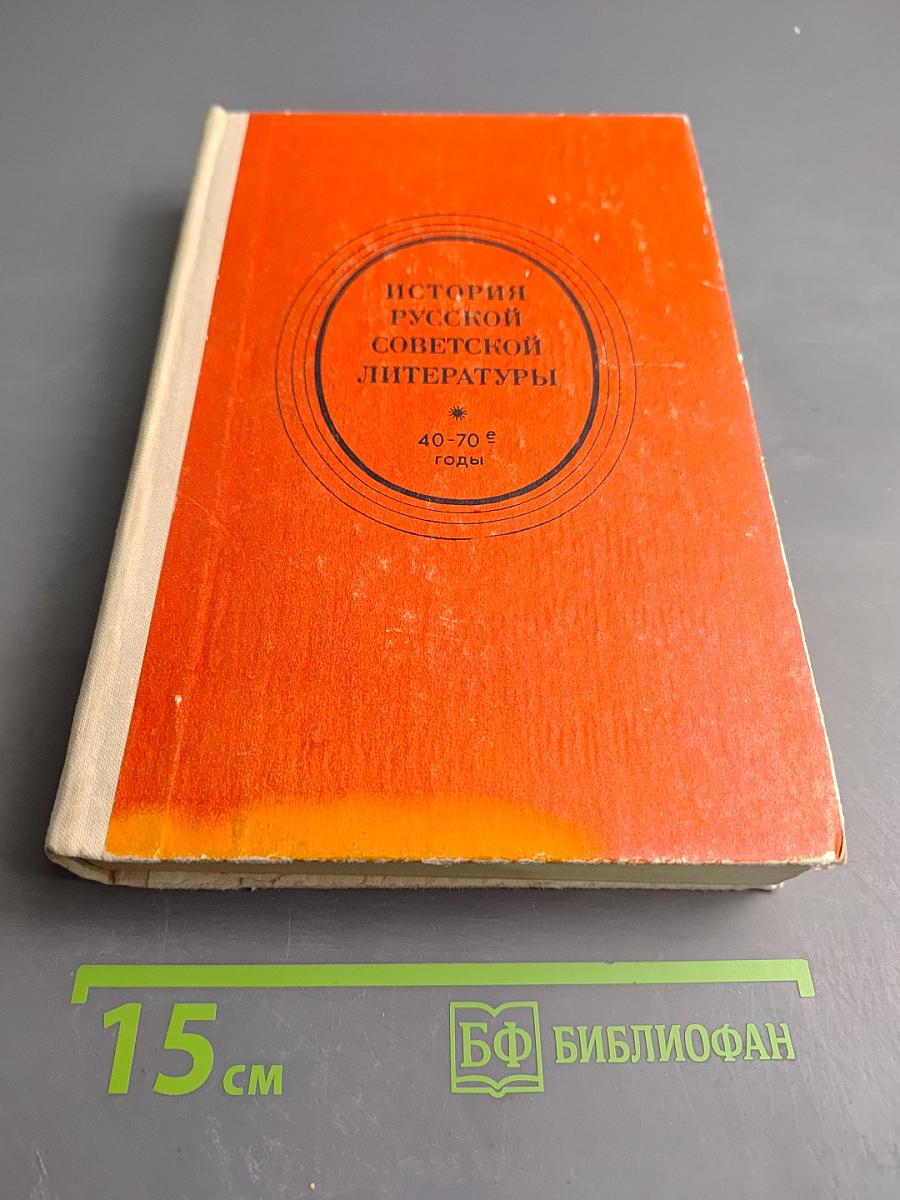 ИСТОРИЯ
РУССКОЙ
СОВЕТСКОЙ
ЛИТЕРАТУРЫ
40-70е
ГОДЫ
15 СМ
БФ БИБЛИОФАН